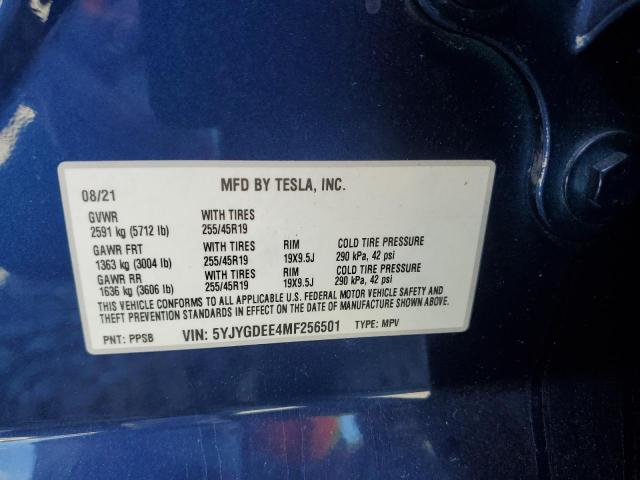 MFD BY TESLA, INC.
08/21
GVWR WITH TIRES
2591 kg (5712 lb) 255/45R19
GAWR FRT WITH TIRES RIM COLD TIRE PRESSURE
1363 kg (3004 lb) 255/45R19 19X9.5J 290 kPa, 42 psi
GAWR RR WITH TIRES RIM COLD TIRE PRESSURE
1636 kg (3606 lb) 255/45R19 19X9.5J 290 kPa, 42 psi
THIS VEHICLE CONFORMS TO ALL APPLICABLE U.S. FEDERAL MOTOR VEHICLE SAFETY AND
THEFT PREVENTION STANDARDS IN EFFECT ON THE DATE OF MANUFACTURE SHOWN ABOVE.
PNT: PPSB VIN: 5YJYGDEE4MF256501 TYPE: MPV